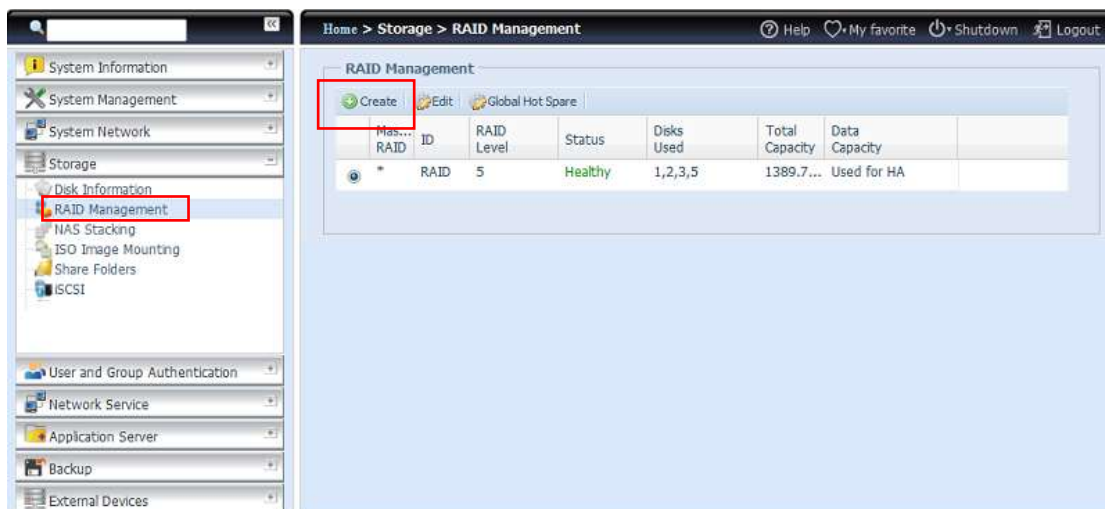 Home > Storage > RAID Management
Help
My favorite
Shutdown
Logout
System Information
System Management
System Network
Storage
Disk Information
RAID Management
NAS Stacking
ISO Image Mounting
Share Folders
iSCSI
User and Group Authentication
Network Service
Application Server
Backup
External Devices
RAID Management
Create
Edit
Global Hot Spare
Mas... RAID
ID
RAID Level
Status
Disks Used
Total Capacity
Data Capacity
* RAID 5 Healthy 1,2,3,5 1389.7... Used for HA